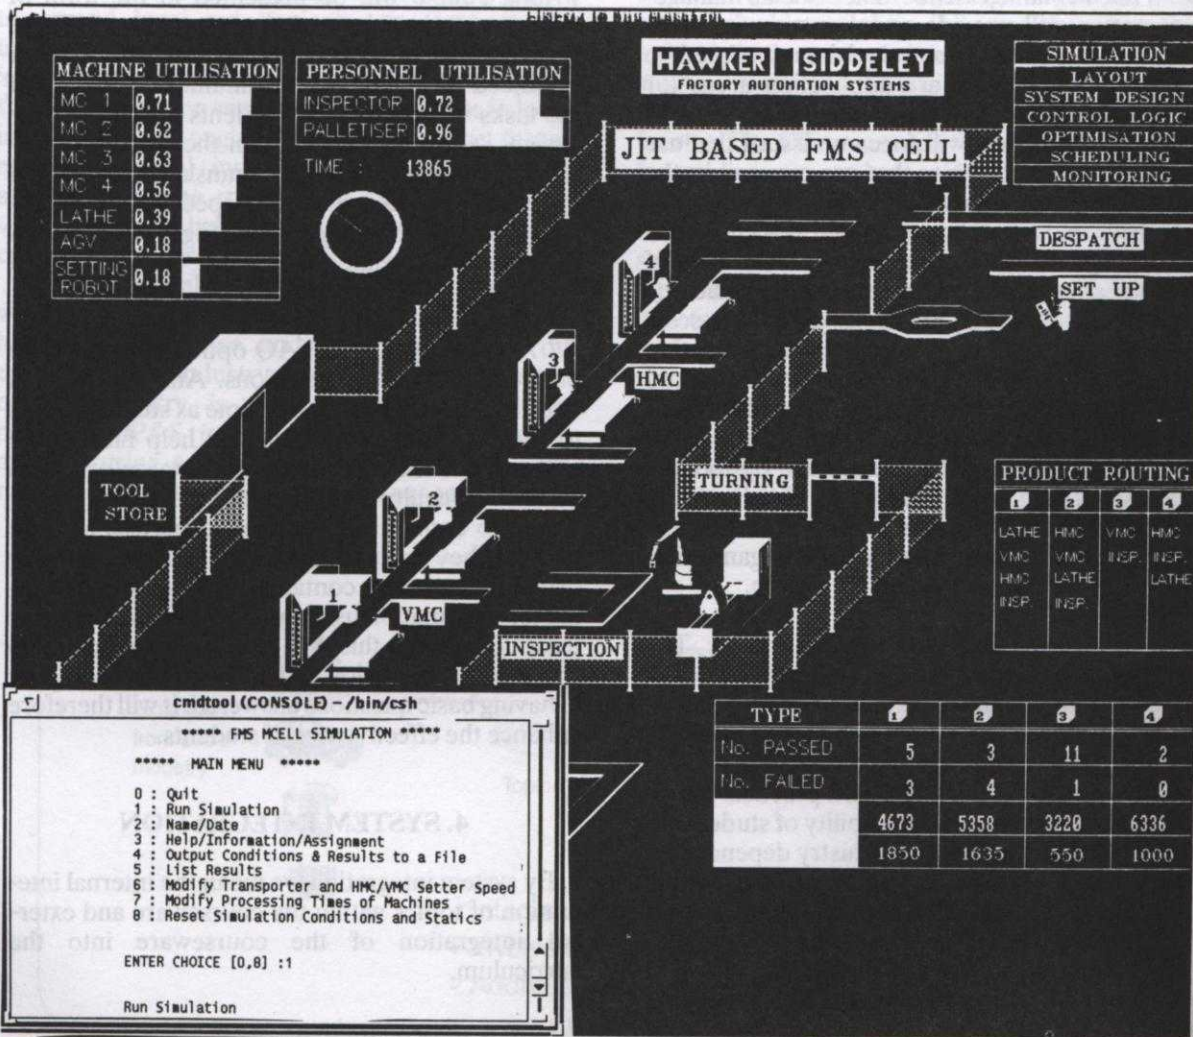 MACHINE UTILISATION
MC 1 0.71
MC 2 0.62
MC 3 0.63
MC 4 0.56
LATHE 0.39
AGV 0.18
SETTING ROBOT 0.18
PERSONNEL UTILISATION
INSPECTOR 0.72
PALLETISER 0.96
TIME : 13865
HAWKER SIDDELEY
FACTORY AUTOMATION SYSTEMS
JIT BASED FMS CELL
SIMULATION
LAYOUT
SYSTEM DESIGN
CONTROL LOGIC
OPTIMISATION
SCHEDULING
MONITORING
DESPATCH
SET UP
4
3
HMC
TOOL
STORE
2
TURNING
1
VMC
INSPECTION
PRODUCT ROUTING
1 2 3 4
LATHE HMC VMC HMC
VMC VMC INSP. INSP.
HMC LATHE LATHE
INSP. INSP.
cmdtool (CONSOLE) - /bin/csh
***** FMS MCELL SIMULATION *****
***** MAIN MENU *****
0 : Quit
1 : Run Simulation
2 : Name/Date
3 : Help/Information/Assignment
4 : Output Conditions & Results to a File
5 : List Results
6 : Modify Transporter and HMC/VMC Setter Speed
7 : Modify Processing Times of Machines
8 : Reset Simulation Conditions and Statics
ENTER CHOICE [0,8] :1
Run Simulation
TYPE 1 2 3 4
No. PASSED 5 3 11 2
No. FAILED 3 4 1 0
4673 5358 3220 6336
1850 1635 550 1000